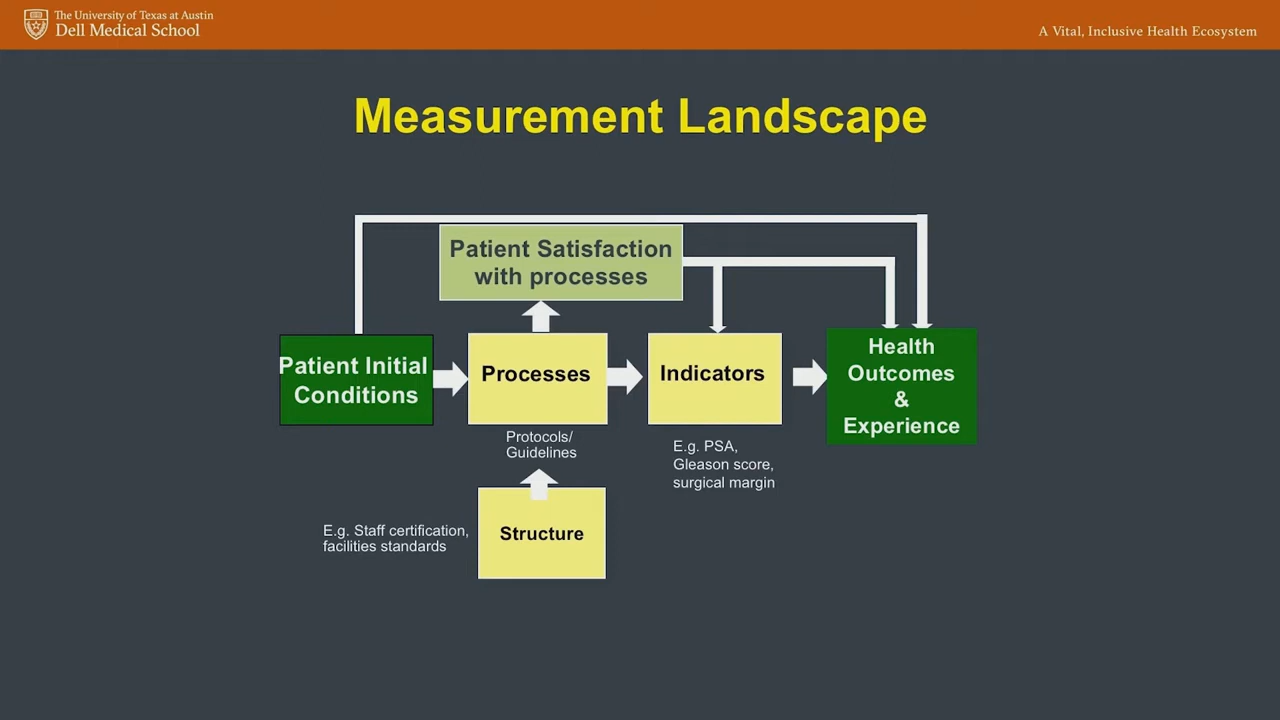 The University of Texas at Austin
Dell Medical School
A Vital, Inclusive Health Ecosystem
Measurement Landscape
Patient Satisfaction
with processes
Patient Initial
Conditions
Processes
Indicators
Health
Outcomes
&
Experience
Protocols/
Guidelines
E.g. PSA,
Gleason score,
surgical margin
E.g. Staff certification,
facilities standards
Structure